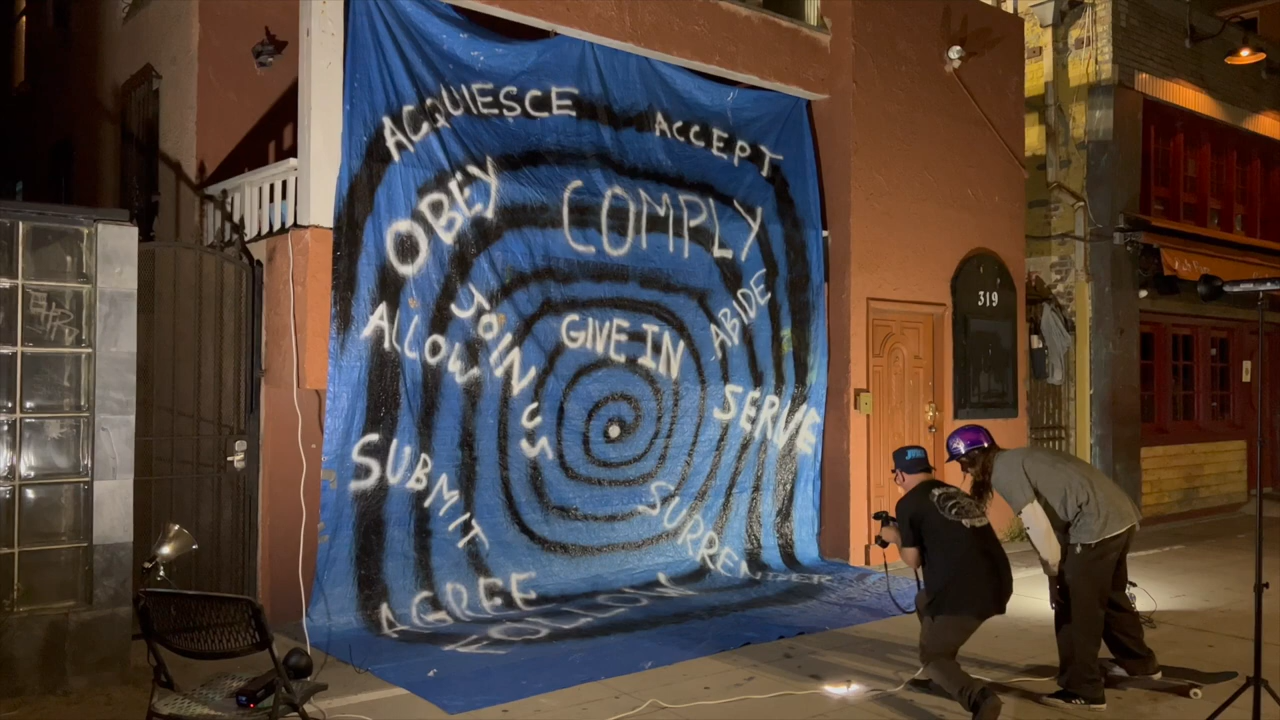 ACQUIESCE
ACCEPT
OBEY
COMPLY
ABIDE
ALLOW
JOIN US
GIVE IN
SERVE
SUBMIT
SURRENDER
AGREE
FOLLOW
319